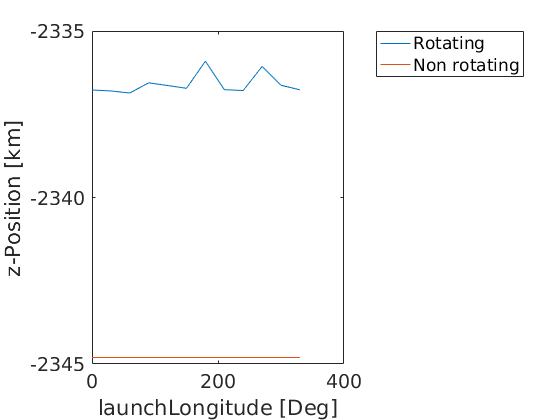 -2335
Rotating
Non rotating
z-Position [km]
-2340
-2345
0
200
400
launchLongitude [Deg]